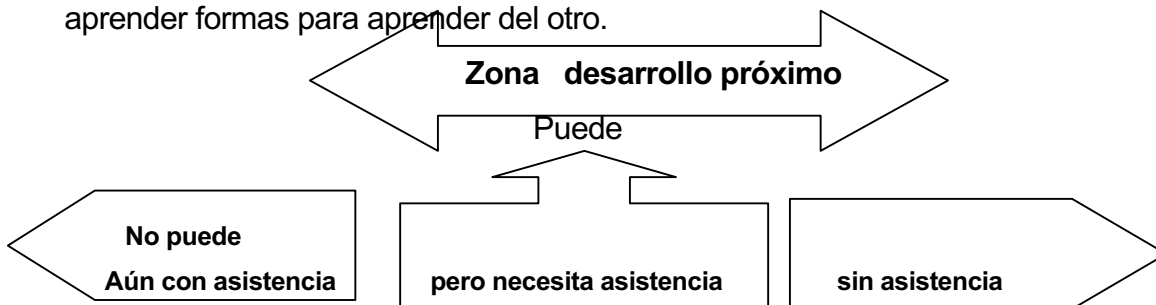 aprender formas para aprender del otro.
Zona desarrollo próximo
Puede
No puede
Aún con asistencia
pero necesita asistencia
sin asistencia